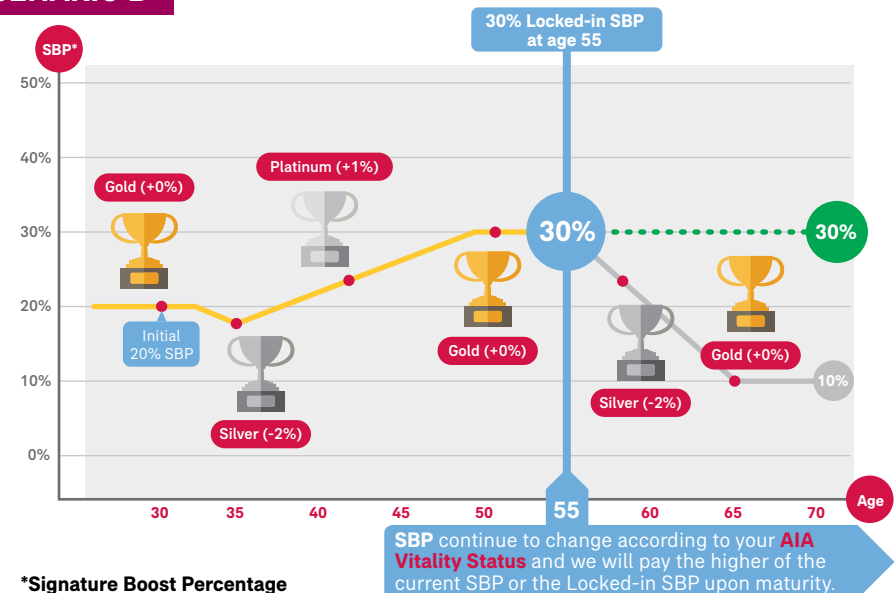 30% Locked-in SBP
at age 55
SBP*
50%
40%
30%
20%
10%
0%
Gold (+0%)
Platinum (+1%)
Initial
20% SBP
Silver (-2%)
Gold (+0%)
30%
30%
Silver (-2%)
Gold (+0%)
10%
30
35
40
45
50
55
60
65
70
Age
SBP continue to change according to your AIA
Vitality Status and we will pay the higher of the
current SBP or the Locked-in SBP upon maturity.
*Signature Boost Percentage